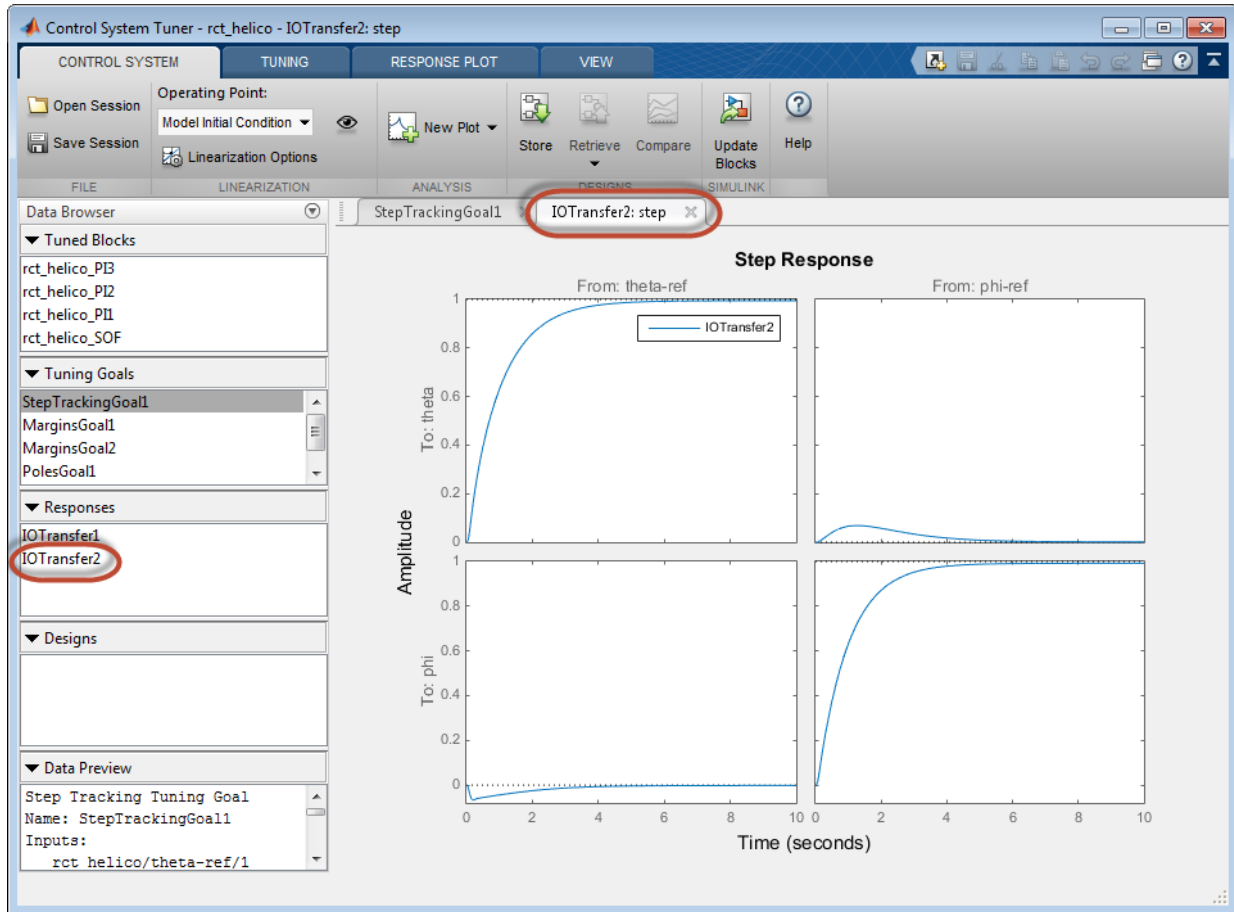 Control System Tuner - rct_helico - IOTransfer2: step
CONTROL SYSTEM TUNING RESPONSE PLOT VIEW
Open Session
Save Session
FILE
Operating Point:
Model Initial Condition
Linearization Options
LINEARIZATION
New Plot
ANALYSIS
Store Retrieve Compare
DESIGNS
Update
Blocks
SIMULINK
Help
Data Browser
Tuned Blocks
rct_helico_PI3
rct_helico_PI2
rct_helico_PI1
rct_helico_SOF
Tuning Goals
StepTrackingGoal1
MarginsGoal1
MarginsGoal2
PolesGoal1
Responses
IOTransfer1
IOTransfer2
Designs
Data Preview
Step Tracking Tuning Goal
Name: StepTrackingGoal1
Inputs:
rct_helico/theta-ref/1
StepTrackingGoal1 IOTransfer2: step
Step Response
From: theta-ref From: phi-ref
IOTransfer2
1
0.8
0.6
0.4
0.2
0
To: theta
Amplitude
1
0.8
0.6
0.4
0.2
0
To: phi
0 2 4 6 8 10 0 2 4 6 8 10
Time (seconds)